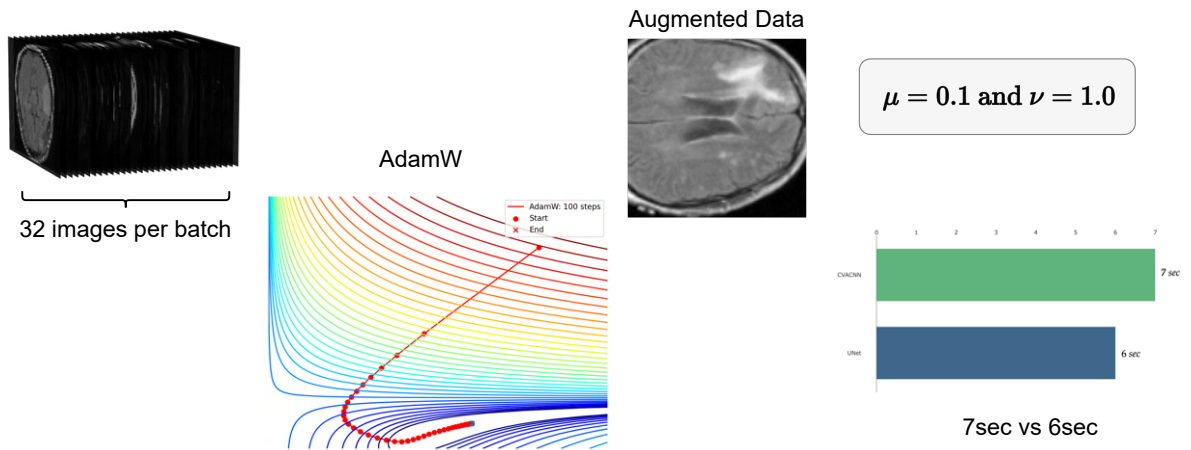 Augmented Data
μ = 0.1 and ν = 1.0
32 images per batch
AdamW
AdamW: 100 steps
Start
End
0 1 2 3 4 5 6 7
CVACNN
7 sec
UNet
6 sec
7sec vs 6sec